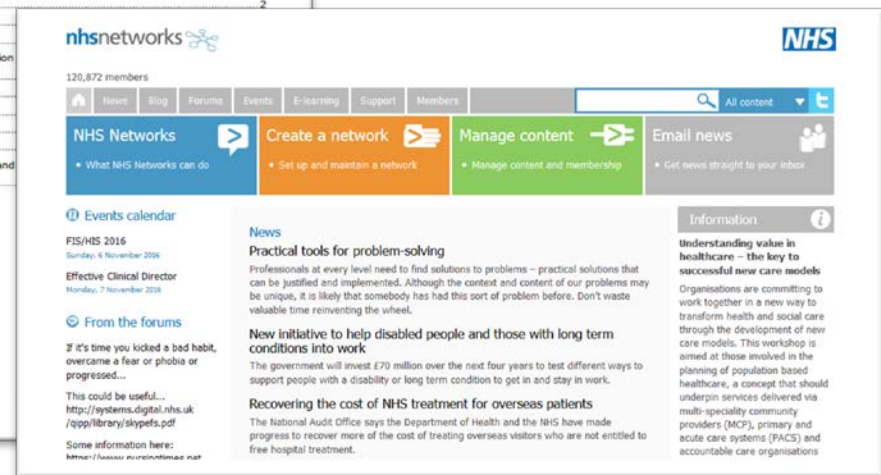 2
ion
and
nhsnetworks
NHS
120,872 members
News Blog Forums Events E-learning Support Members
All content
NHS Networks
• What NHS Networks can do
Create a network
• Set up and maintain a network
Manage content
• Manage content and membership
Email news
• Get news straight to your inbox
Events calendar
FIS/HIS 2016
Sunday, 6 November 2016
Effective Clinical Director
Monday, 7 November 2016
From the forums
If it's time you kicked a bad habit,
overcame a fear or phobia or
progressed...
This could be useful...
http://systems.digital.nhs.uk
/qipp/library/skypefs.pdf
Some information here:
https://www.nursingtimes.net
News
Practical tools for problem-solving
Professionals at every level need to find solutions to problems – practical solutions that
can be justified and implemented. Although the context and content of our problems may
be unique, it is likely that somebody has had this sort of problem before. Don't waste
valuable time reinventing the wheel.
New initiative to help disabled people and those with long term
conditions into work
The government will invest £70 million over the next four years to test different ways to
support people with a disability or long term condition to get in and stay in work.
Recovering the cost of NHS treatment for overseas patients
The National Audit Office says the Department of Health and the NHS have made
progress to recover more of the cost of treating overseas visitors who are not entitled to
free hospital treatment.
Information
Understanding value in
healthcare – the key to
successful new care models
Organisations are committing to
work together in a new way to
transform health and social care
through the development of new
care models. This workshop is
aimed at those involved in the
planning of population based
healthcare, a concept that should
underpin services delivered via
multi-speciality community
providers (MCP), primary and
acute care systems (PACS) and
accountable care organisations